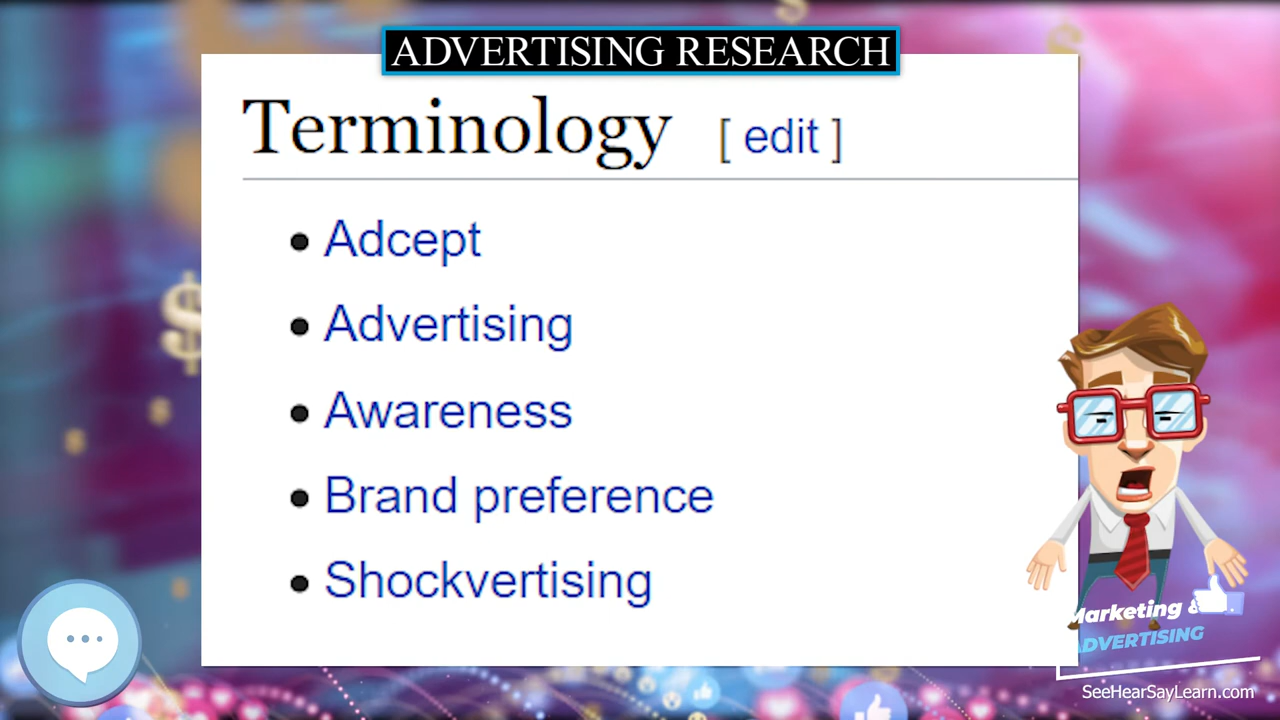 ADVERTISING RESEARCH
Terminology [ edit ]
Adcept
Advertising
Awareness
Brand preference
Shockvertising
Marketing &
ADVERTISING
SeeHearSayLearn.com